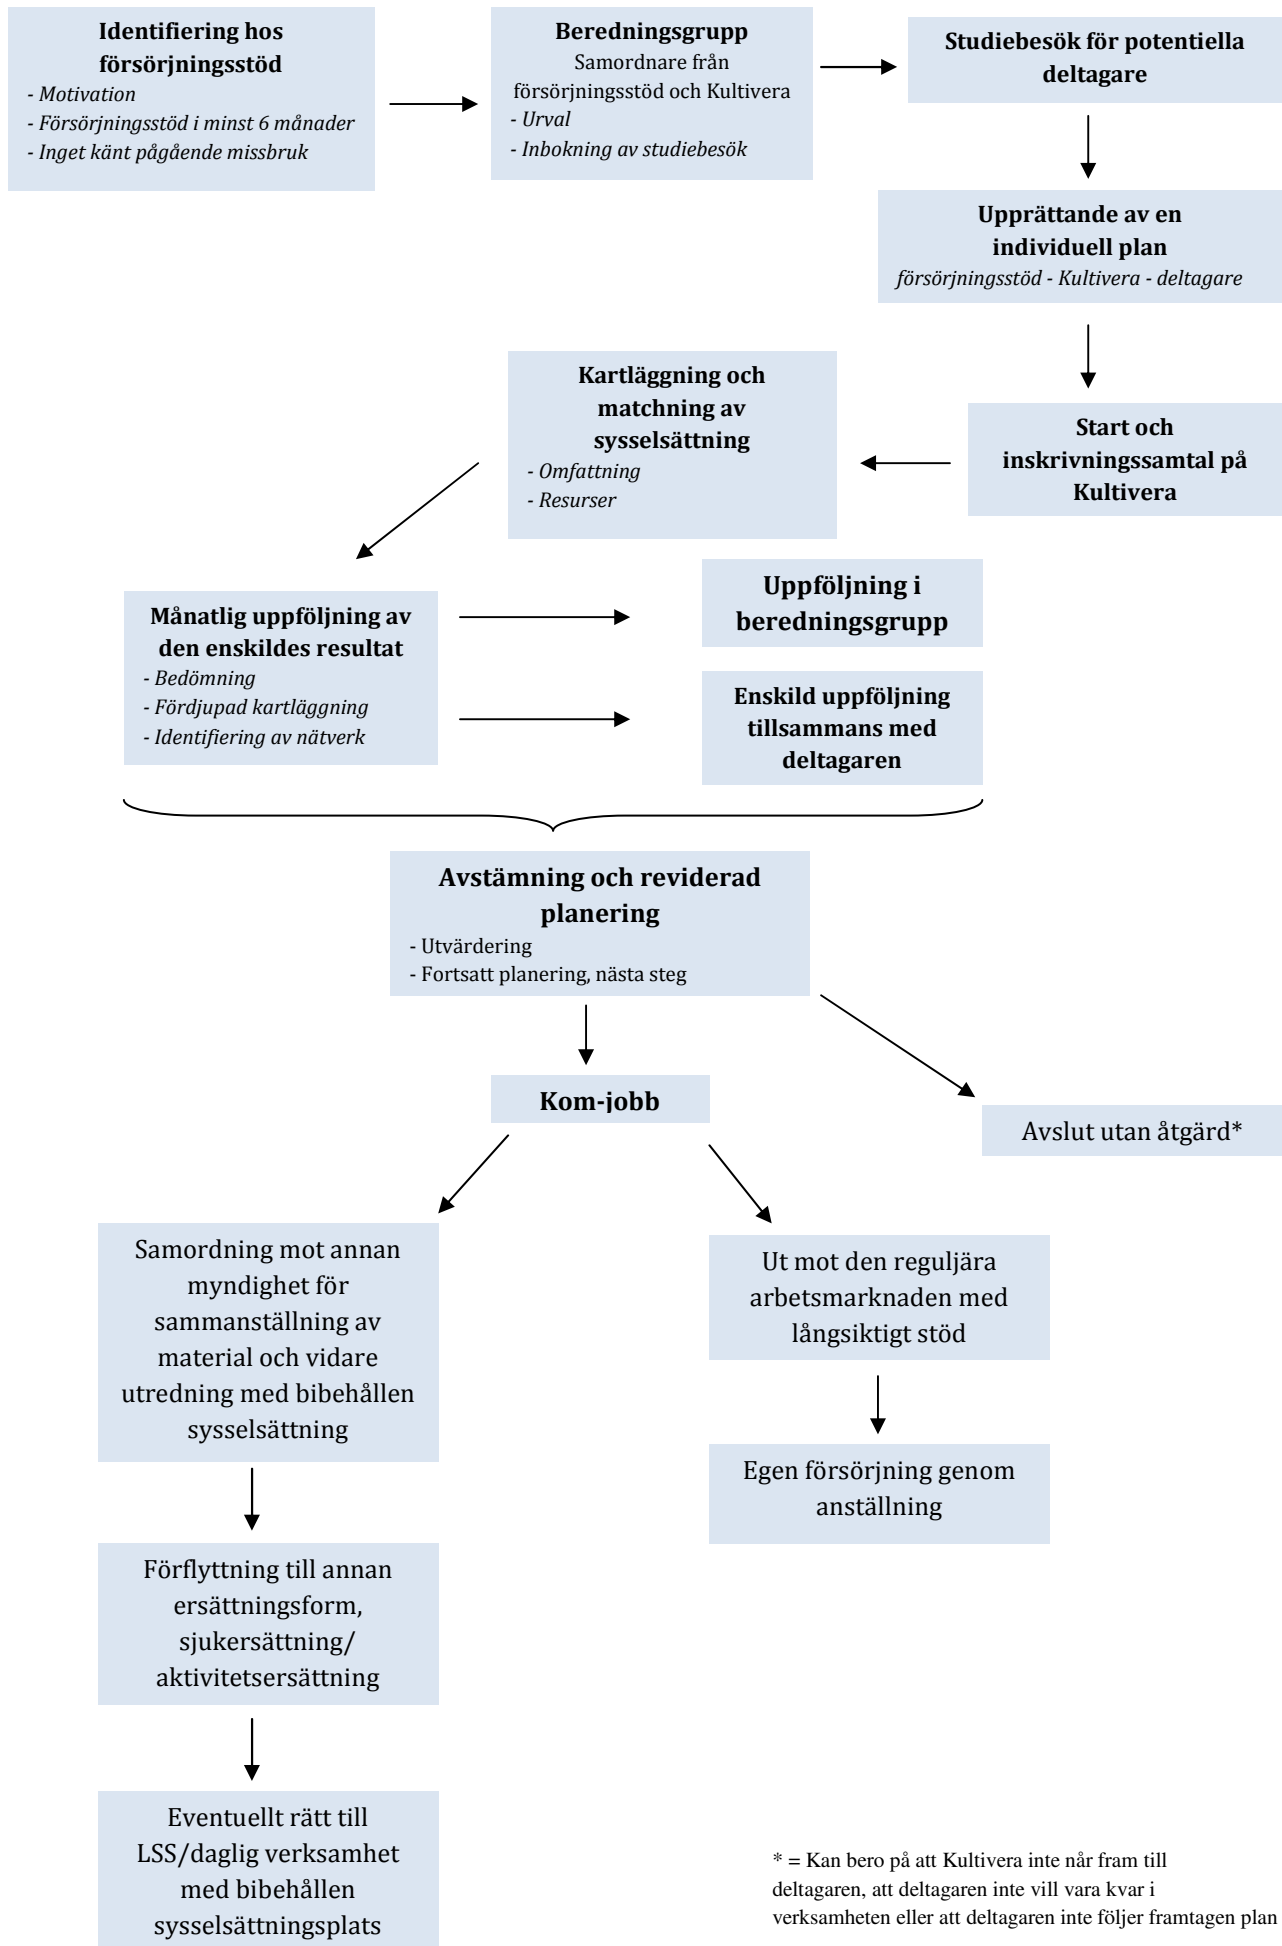 Identifiering hos
försörjningsstöd
- Motivation
- Försörjningsstöd i minst 6 månader
- Inget känt pågående missbruk
Beredningsgrupp
Samordnare från
försörjningsstöd och Kultivera
- Urval
- Inbokning av studiebesök
Studiebesök för potentiella
deltagare
Upprättande av en
individuell plan
försörjningsstöd - Kultivera - deltagare
Start och
inskrivningssamtal på
Kultivera
Kartläggning och
matchning av
sysselsättning
- Omfattning
- Resurser
Månatlig uppföljning av
den enskildes resultat
- Bedömning
- Fördjupad kartläggning
- Identifiering av nätverk
Uppföljning i
beredningsgrupp
Enskild uppföljning
tillsammans med
deltagaren
Avstämning och reviderad
planering
- Utvärdering
- Fortsatt planering, nästa steg
Kom-jobb
Avslut utan åtgärd*
Samordning mot annan
myndighet för
sammanställning av
material och vidare
utredning med bibehållen
sysselsättning
Ut mot den reguljära
arbetsmarknaden med
långsiktigt stöd
Egen försörjning genom
anställning
Förflyttning till annan
ersättningsform,
sjukersättning/
aktivitetsersättning
Eventuellt rätt till
LSS/daglig verksamhet
med bibehållen
sysselsättningsplats
* = Kan bero på att Kultivera inte når fram till
deltagaren, att deltagaren inte vill vara kvar i
verksamheten eller att deltagaren inte följer framtagen plan